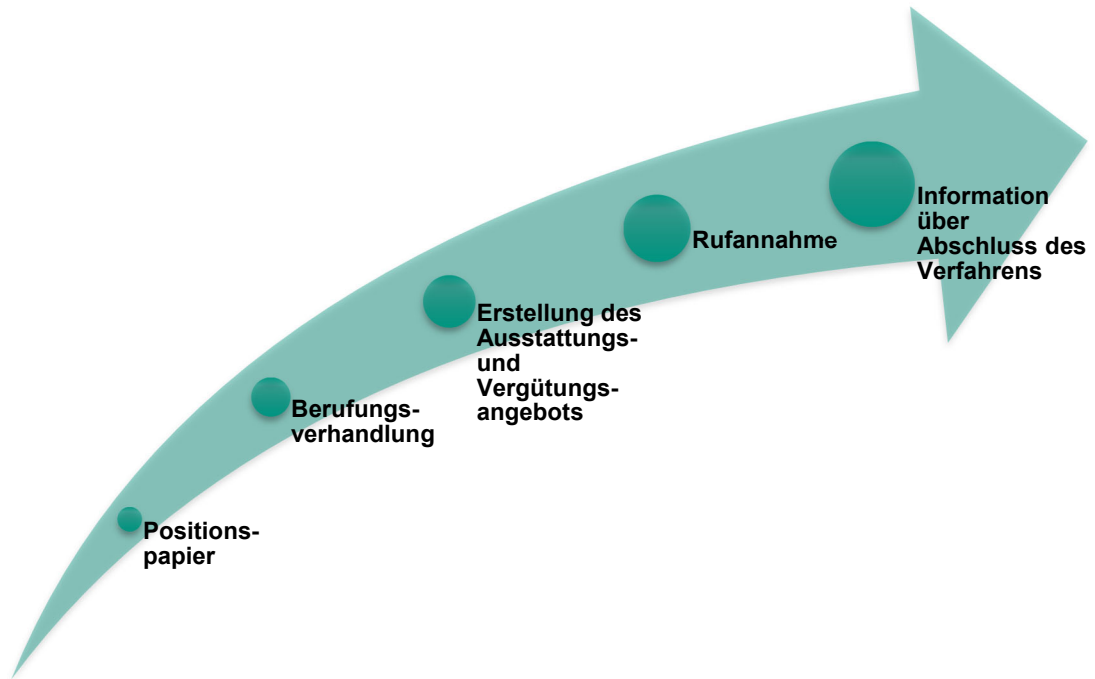 Positions-
papier
Berufungs-
verhandlung
Erstellung des
Ausstattungs-
und
Vergütungs-
angebots
Rufannahme
Information
über
Abschluss des
Verfahrens